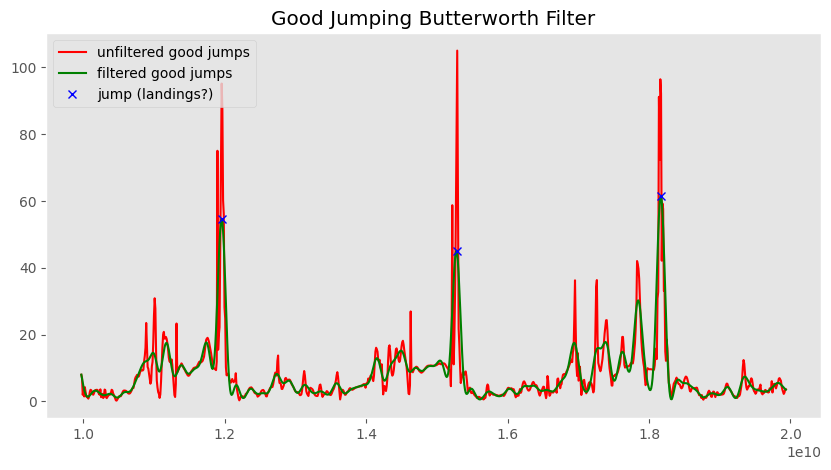 Good Jumping Butterworth Filter
unfiltered good jumps
filtered good jumps
jump (landings?)
100
80
60
40
20
0
1.0 1.2 1.4 1.6 1.8 2.0
1e10